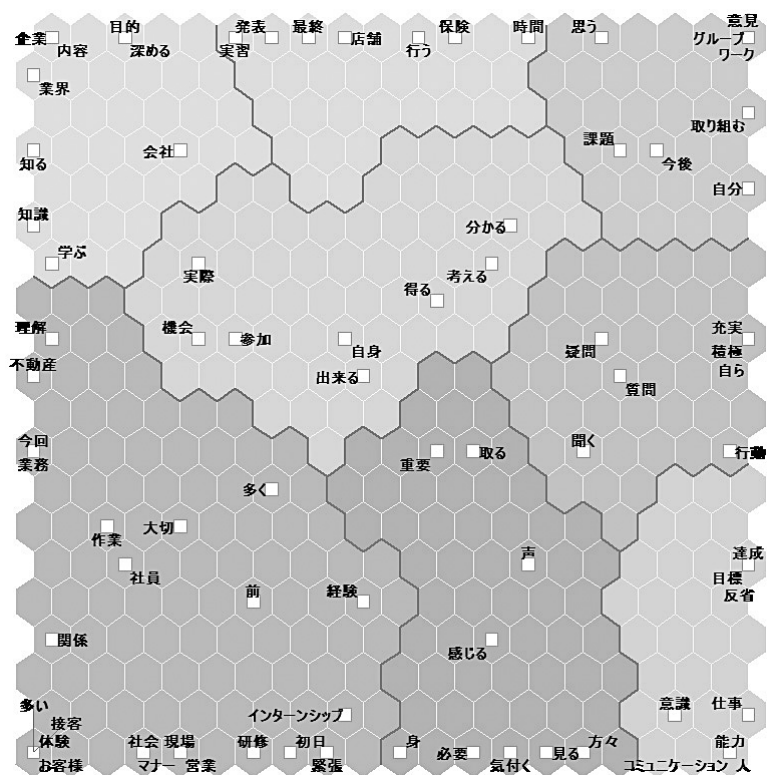 企業
内容
目的
深める
発表
実習
最終
店舗
行う
保険
時間
思う
意見
グループ
ワーク
業界
取り組む
知る
会社
課題
今後
自分
知識
分かる
学ぶ
実際
考える
得る
理解
機会
参加
自身
疑問
充実
積極
不動産
出来る
質問
自ら
今回
業務
重要
取る
聞く
行動
多く
作業
大切
声
達成
社員
目標
反省
前
経験
関係
感じる
多い
接客
インターンシップ
意識
仕事
体験
お客様
社会
現場
マナー
営業
研修
初日
緊張
身
必要
気付く
見る
方々
能力
コミュニケーション
人